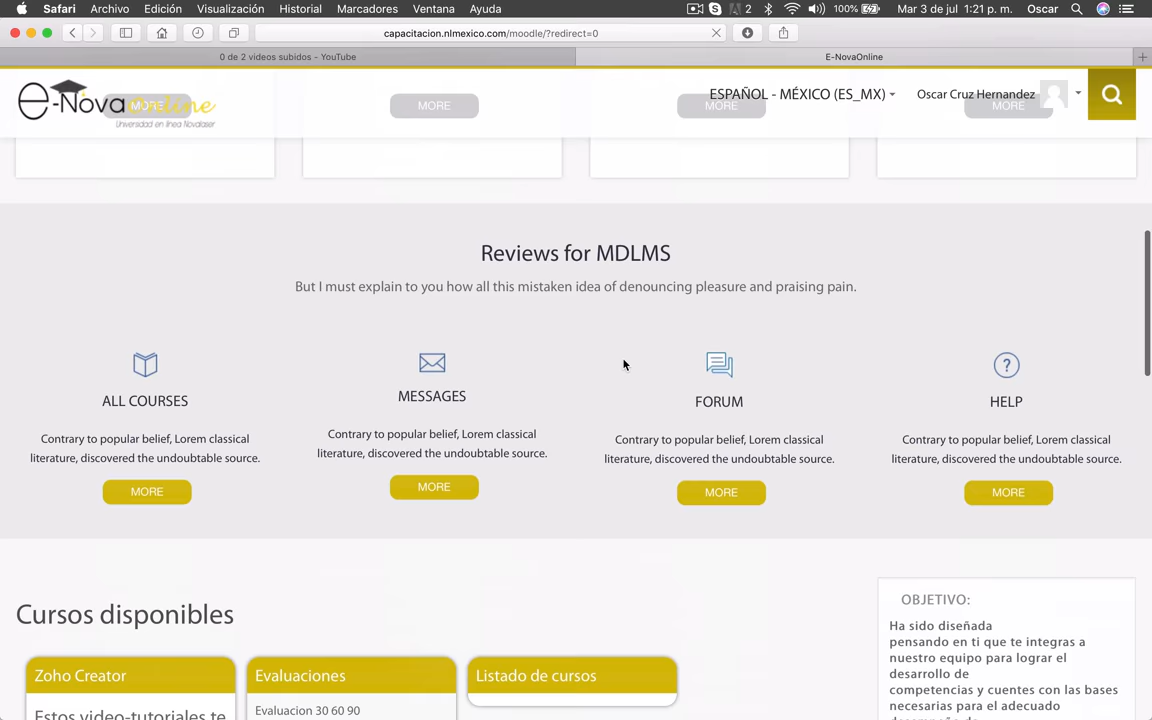 Safari Archivo Edición Visualización Historial Marcadores Ventana Ayuda 2 100% Mar 3 de jul 1:21 p. m. Oscar
capacitacion.nlmexico.com/moodle/?redirect=0
0 de 2 videos subidos - YouTube E-NovaOnline
e-Nova Online
Universidad en línea Novalaser
ESPAÑOL - MÉXICO (ES_MX) Oscar Cruz Hernandez
MORE MORE MORE MORE
Reviews for MDLMS
But I must explain to you how all this mistaken idea of denouncing pleasure and praising pain.
ALL COURSES
Contrary to popular belief, Lorem classical
literature, discovered the undoubtable source.
MORE
MESSAGES
Contrary to popular belief, Lorem classical
literature, discovered the undoubtable source.
MORE
FORUM
Contrary to popular belief, Lorem classical
literature, discovered the undoubtable source.
MORE
HELP
Contrary to popular belief, Lorem classical
literature, discovered the undoubtable source.
MORE
Cursos disponibles
Zoho Creator
Estos video-tutoriales te
Evaluaciones
Evaluacion 30 60 90
Listado de cursos
OBJETIVO:
Ha sido diseñada
pensando en ti que te integras a
nuestro equipo para lograr el
desarrollo de
competencias y cuentes con las bases
necesarias para el adecuado